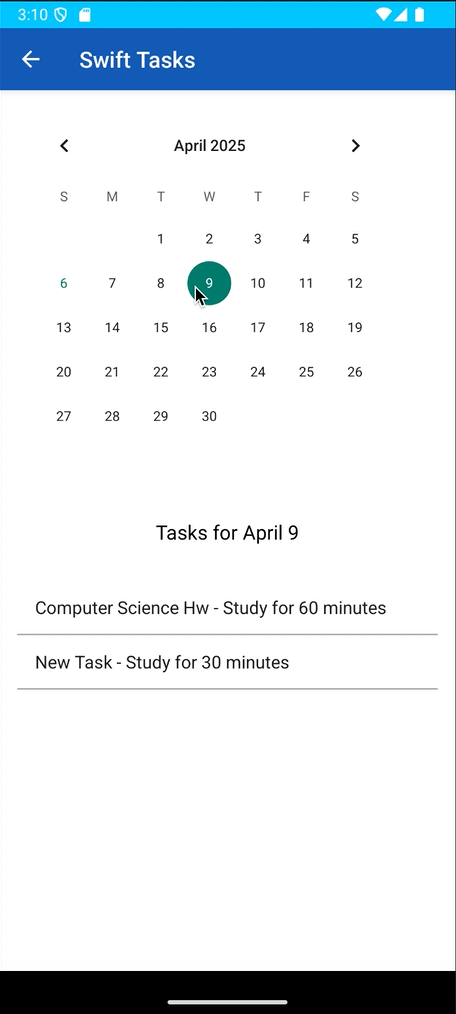 3:10
Swift Tasks
April 2025
S M T W T F S
1 2 3 4 5
6 7 8 9 10 11 12
13 14 15 16 17 18 19
20 21 22 23 24 25 26
27 28 29 30
Tasks for April 9
Computer Science Hw - Study for 60 minutes
New Task - Study for 30 minutes